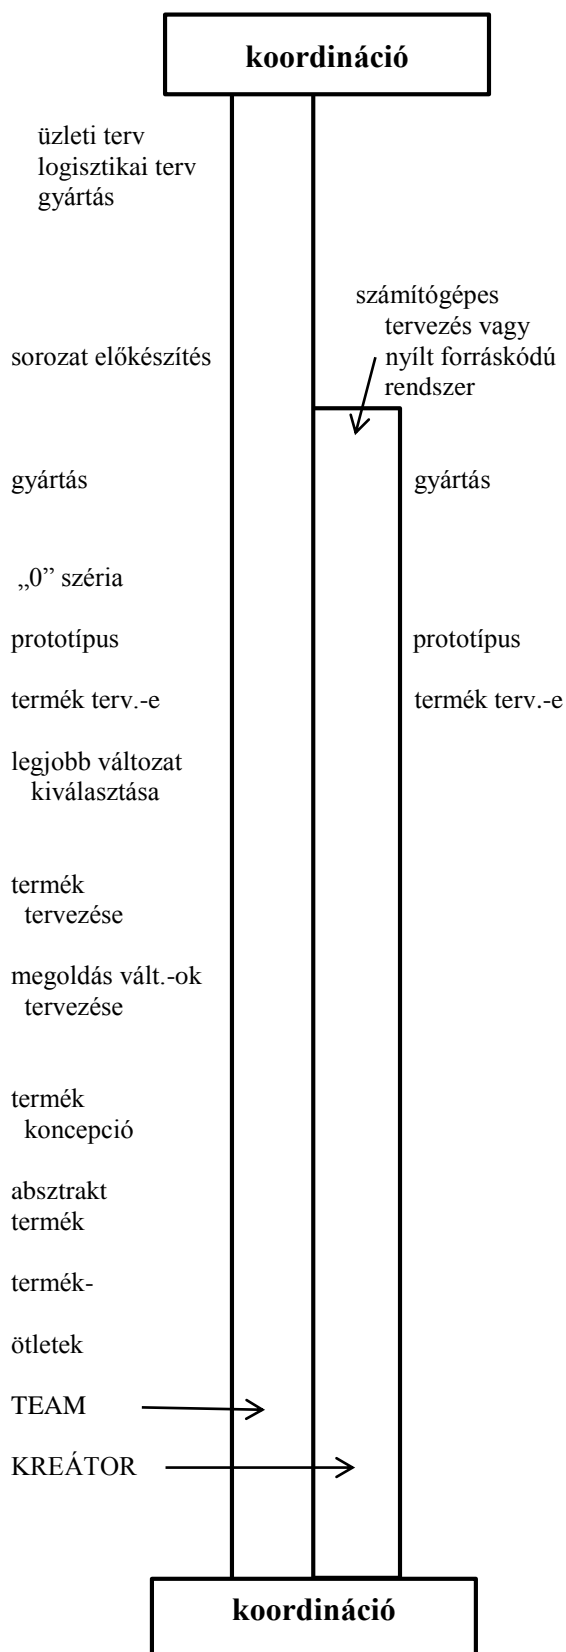 koordináció
üzleti terv
logisztikai terv
gyártás
számítógépes
tervezés vagy
nyílt forráskódú
rendszer
sorozat előkészítés
gyártás
gyártás
„0” széria
prototípus
prototípus
termék terv.-e
termék terv.-e
legjobb változat
kiválasztása
termék
tervezése
megoldás vált.-ok
tervezése
termék
koncepció
absztrakt
termék
termék-
ötletek
TEAM
KREÁTOR
koordináció